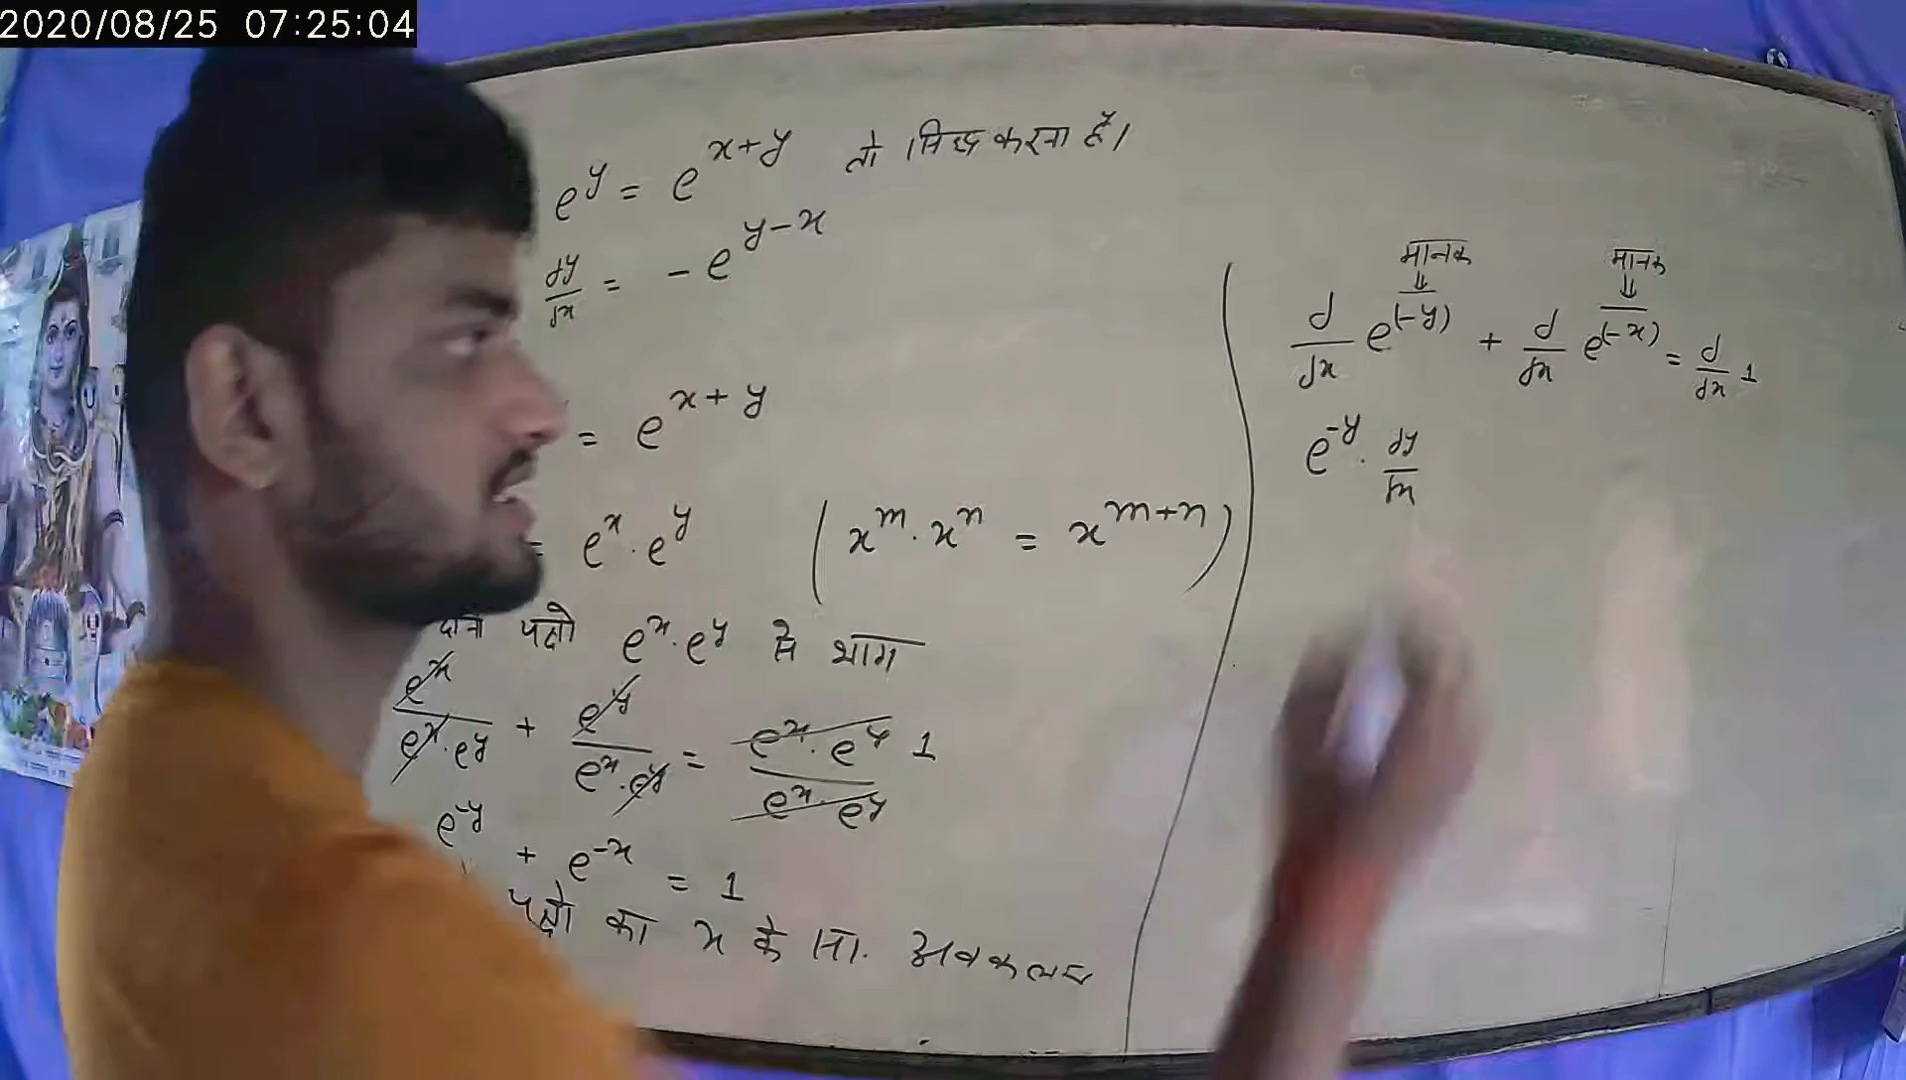 2020/08/25 07:25:04
e^y = e^{x+y} तो सिद्ध करना है।
dy/dx = - e^{y-x}
= e^{x+y}
= e^x . e^y (x^m . x^n = x^{m+n})
पक्षो e^x . e^y से भाग
e^x/(e^x . e^y) + e^y/(e^x . e^y) = (e^x . e^y)/(e^x . e^y) 1
e^{-y} + e^{-x} = 1
पक्षो का x के सा. अवकलन
मानक मानक
⇓ ⇓
d/dx e^{(-y)} + d/dx e^{(-x)} = d/dx 1
e^{-y} . dy/dx